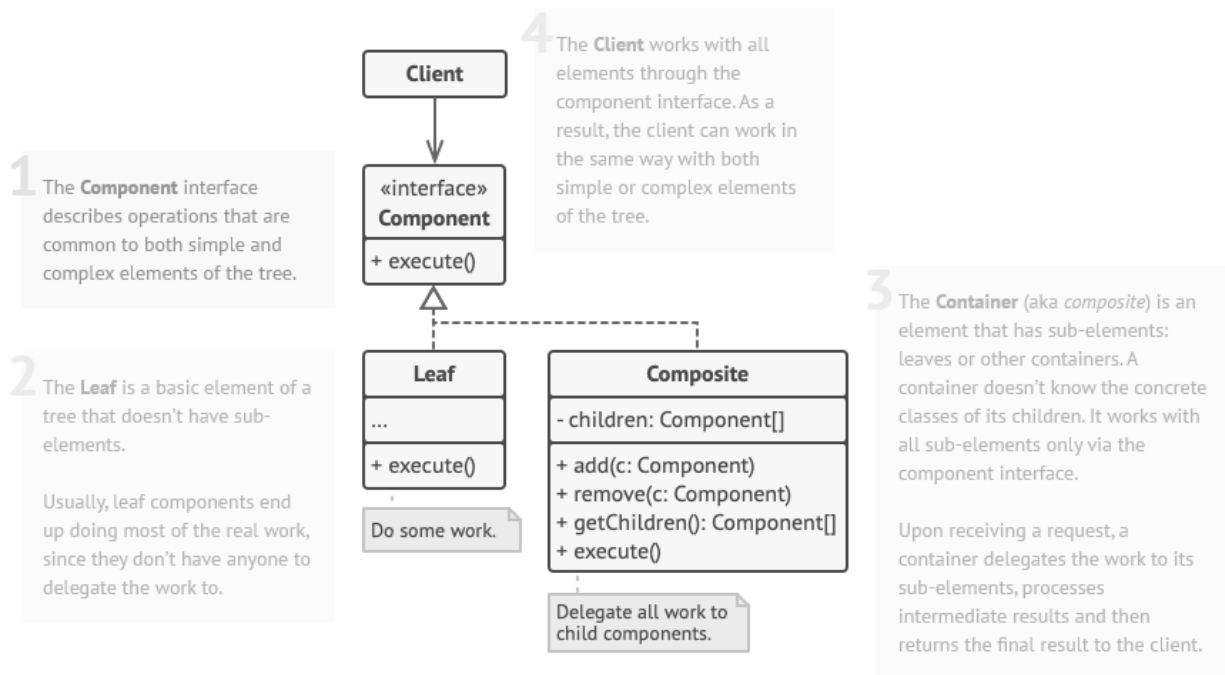 Client
4
The Client works with all
elements through the
component interface. As a
result, the client can work in
the same way with both
simple or complex elements
of the tree.
1
The Component interface
describes operations that are
common to both simple and
complex elements of the tree.
«interface»
Component
+ execute()
2
The Leaf is a basic element of a
tree that doesn't have sub-
elements.
Usually, leaf components end
up doing most of the real work,
since they don't have anyone to
delegate the work to.
Leaf
...
+ execute()
Do some work.
Composite
- children: Component[]
+ add(c: Component)
+ remove(c: Component)
+ getChildren(): Component[]
+ execute()
Delegate all work to
child components.
3
The Container (aka composite) is an
element that has sub-elements:
leaves or other containers. A
container doesn't know the concrete
classes of its children. It works with
all sub-elements only via the
component interface.
Upon receiving a request, a
container delegates the work to its
sub-elements, processes
intermediate results and then
returns the final result to the client.